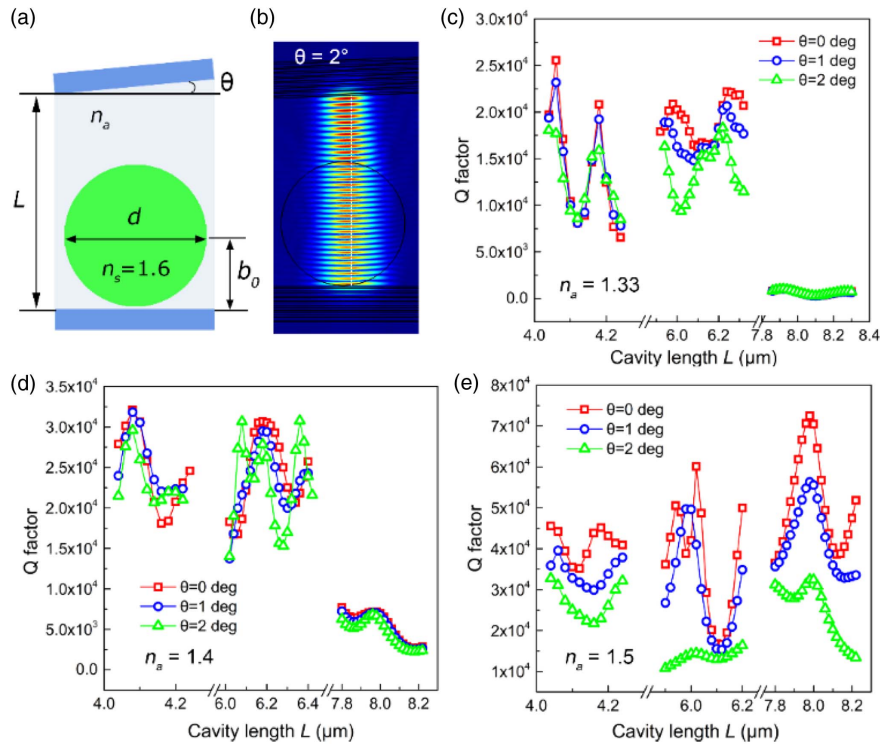 (a)
θ
n_a
L
d
n_s=1.6
b_0
(b)
θ = 2°
(c)
Q factor
3.0x10^4
2.5x10^4
2.0x10^4
1.5x10^4
1.0x10^4
5.0x10^3
0.0
θ=0 deg
θ=1 deg
θ=2 deg
n_a = 1.33
4.0 4.2 6.0 6.2 7.8 8.0 8.2 8.4
Cavity length L (μm)
(d)
Q factor
3.5x10^4
3.0x10^4
2.5x10^4
2.0x10^4
1.5x10^4
1.0x10^4
5.0x10^3
0.0
θ=0 deg
θ=1 deg
θ=2 deg
n_a = 1.4
4.0 4.2 6.0 6.2 6.4 7.8 8.0 8.2
Cavity length L (μm)
(e)
Q factor
8x10^4
7x10^4
6x10^4
5x10^4
4x10^4
3x10^4
2x10^4
1x10^4
θ=0 deg
θ=1 deg
θ=2 deg
n_a = 1.5
4.0 4.2 6.0 6.2 7.8 8.0 8.2
Cavity length L (μm)